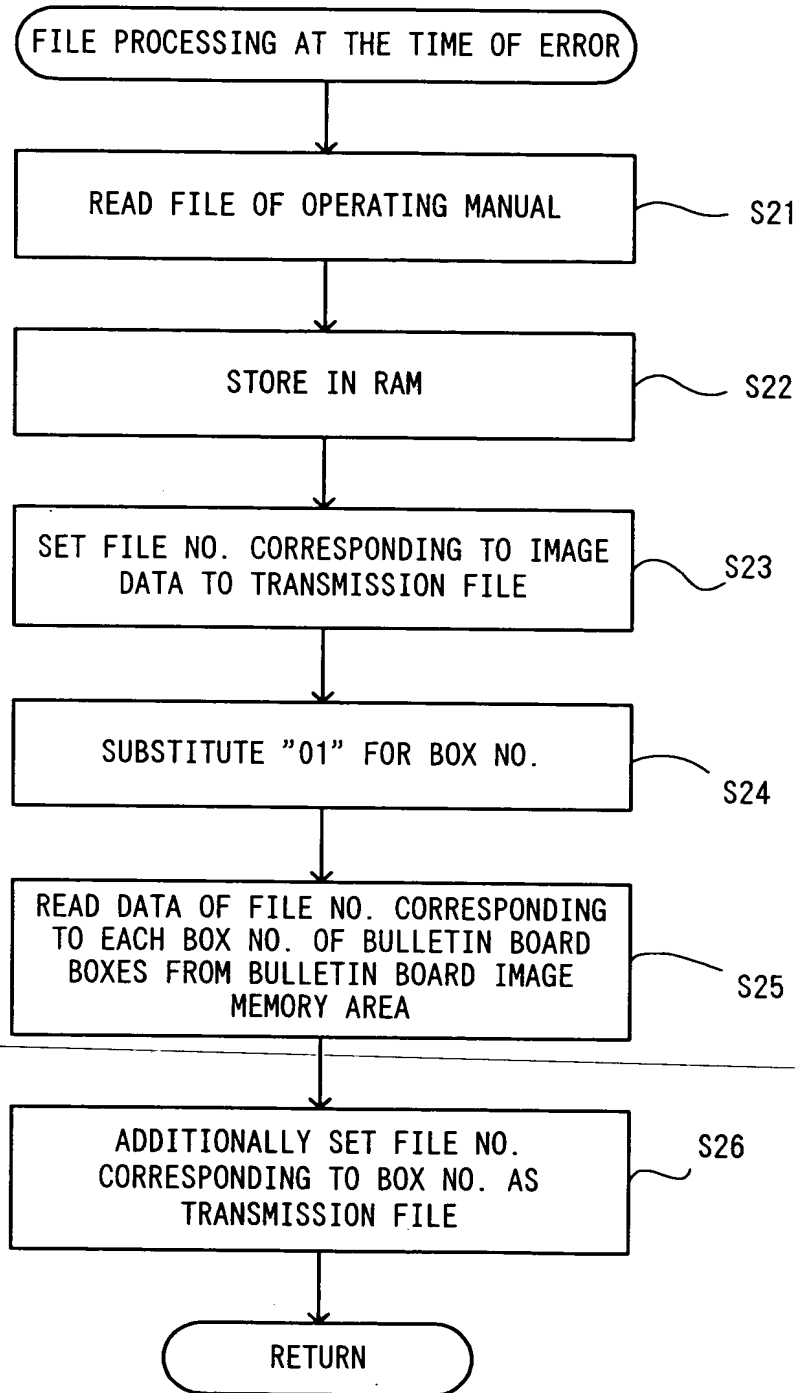 FILE PROCESSING AT THE TIME OF ERROR
READ FILE OF OPERATING MANUAL
S21
STORE IN RAM
S22
SET FILE NO. CORRESPONDING TO IMAGE
DATA TO TRANSMISSION FILE
S23
SUBSTITUTE "01" FOR BOX NO.
S24
READ DATA OF FILE NO. CORRESPONDING
TO EACH BOX NO. OF BULLETIN BOARD
BOXES FROM BULLETIN BOARD IMAGE
MEMORY AREA
S25
ADDITIONALLY SET FILE NO.
CORRESPONDING TO BOX NO. AS
TRANSMISSION FILE
S26
RETURN